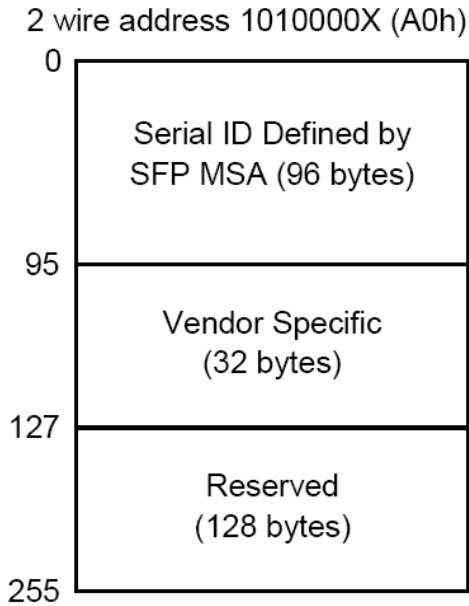 2 wire address 1010000X (A0h)
0
Serial ID Defined by
SFP MSA (96 bytes)
95
Vendor Specific
(32 bytes)
127
Reserved
(128 bytes)
255